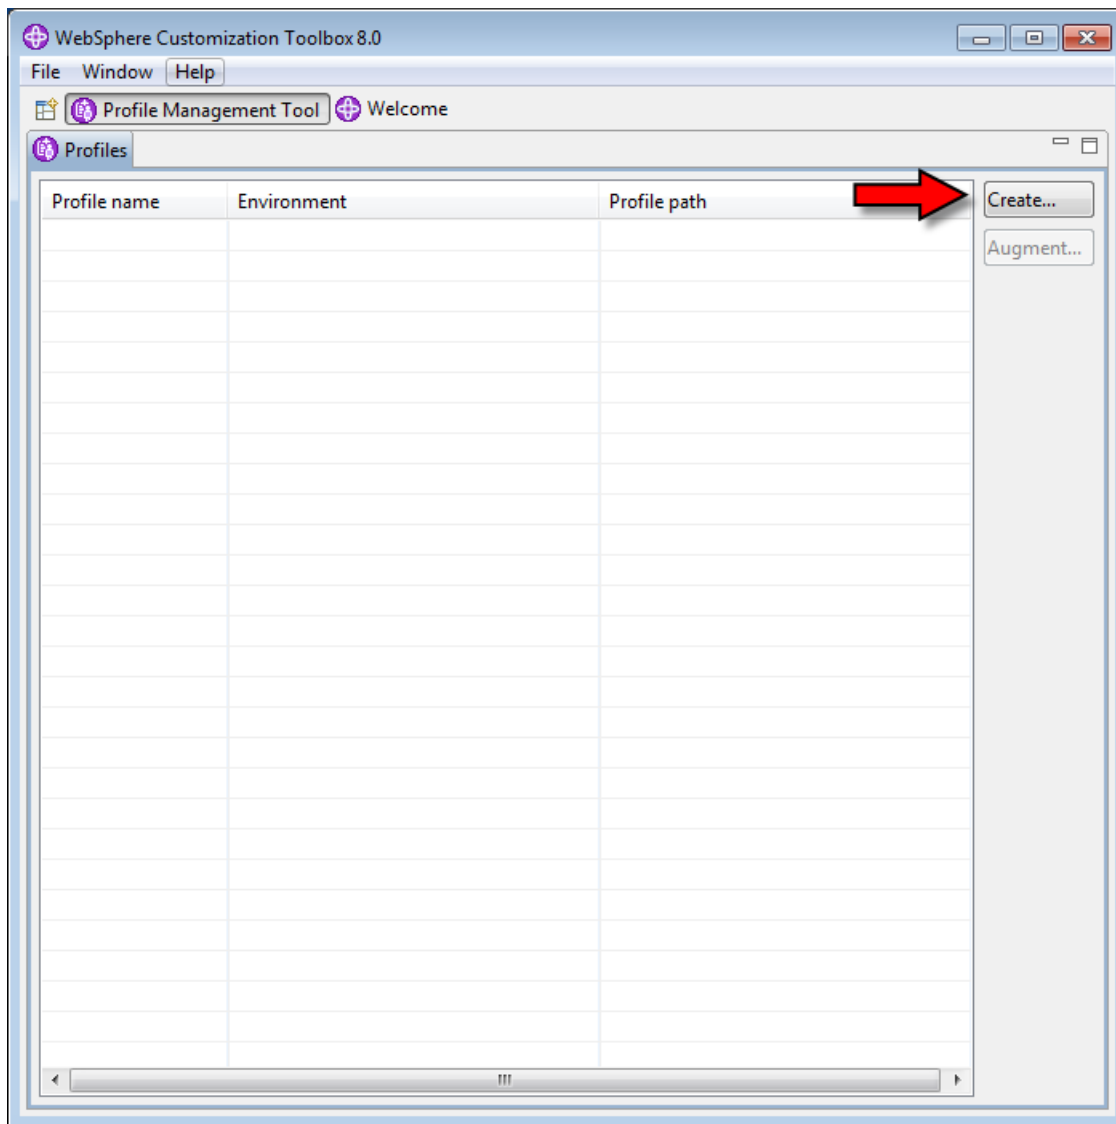 WebSphere Customization Toolbox 8.0
File Window Help
Profile Management Tool Welcome
Profiles
Profile name Environment Profile path Create...
Augment...